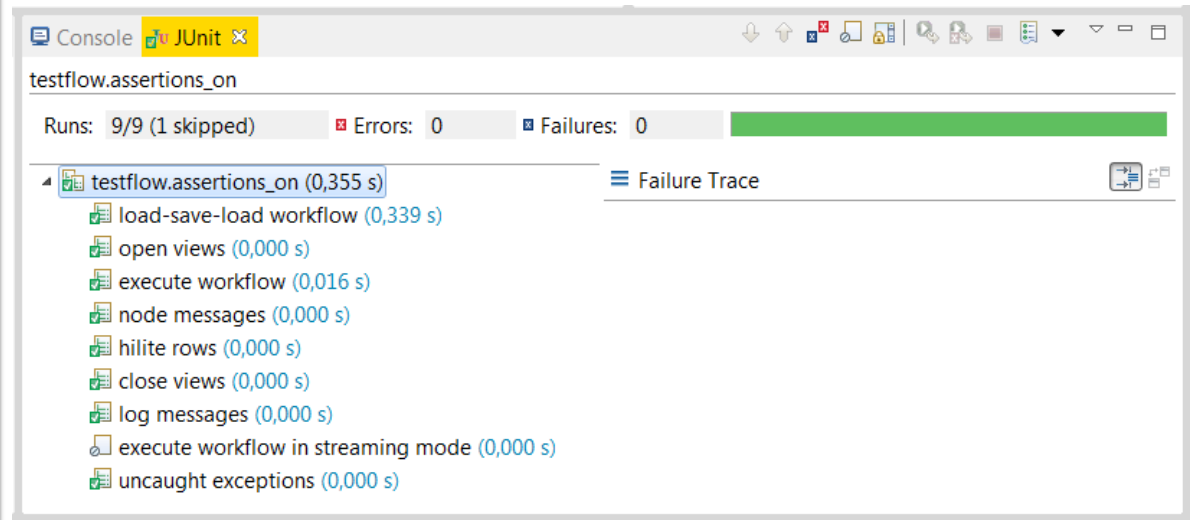 Console JUnit
testflow.assertions_on
Runs: 9/9 (1 skipped) Errors: 0 Failures: 0
testflow.assertions_on (0,355 s) Failure Trace
load-save-load workflow (0,339 s)
open views (0,000 s)
execute workflow (0,016 s)
node messages (0,000 s)
hilite rows (0,000 s)
close views (0,000 s)
log messages (0,000 s)
execute workflow in streaming mode (0,000 s)
uncaught exceptions (0,000 s)